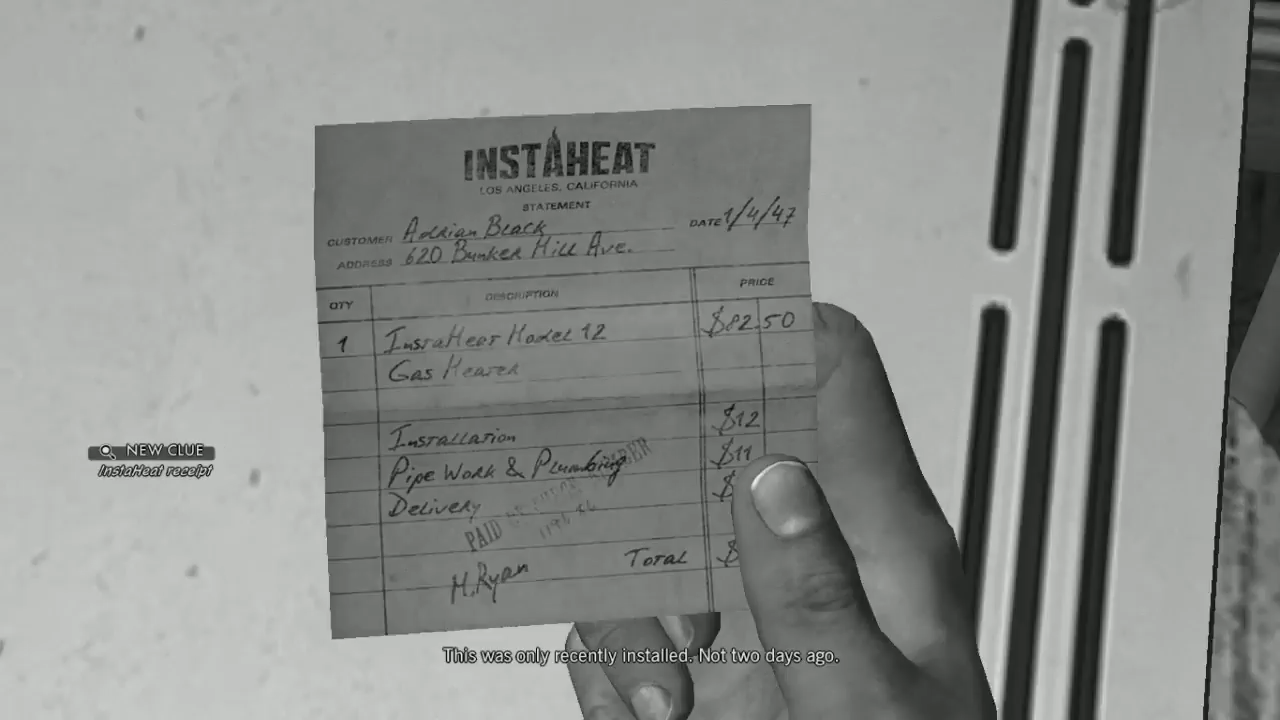 INSTAHEAT
LOS ANGELES, CALIFORNIA
STATEMENT
CUSTOMER Adrian Black DATE 1/4/47
ADDRESS 620 Bunker Hill Ave.
QTY DESCRIPTION PRICE
1 InstaHeat Model 12 $82.50
Gas Heater
Installation $12
Pipe Work & Plumbing $11
Delivery $
PAID
M.Ryan Total $
NEW CLUE
InstaHeat receipt
This was only recently installed. Not two days ago.